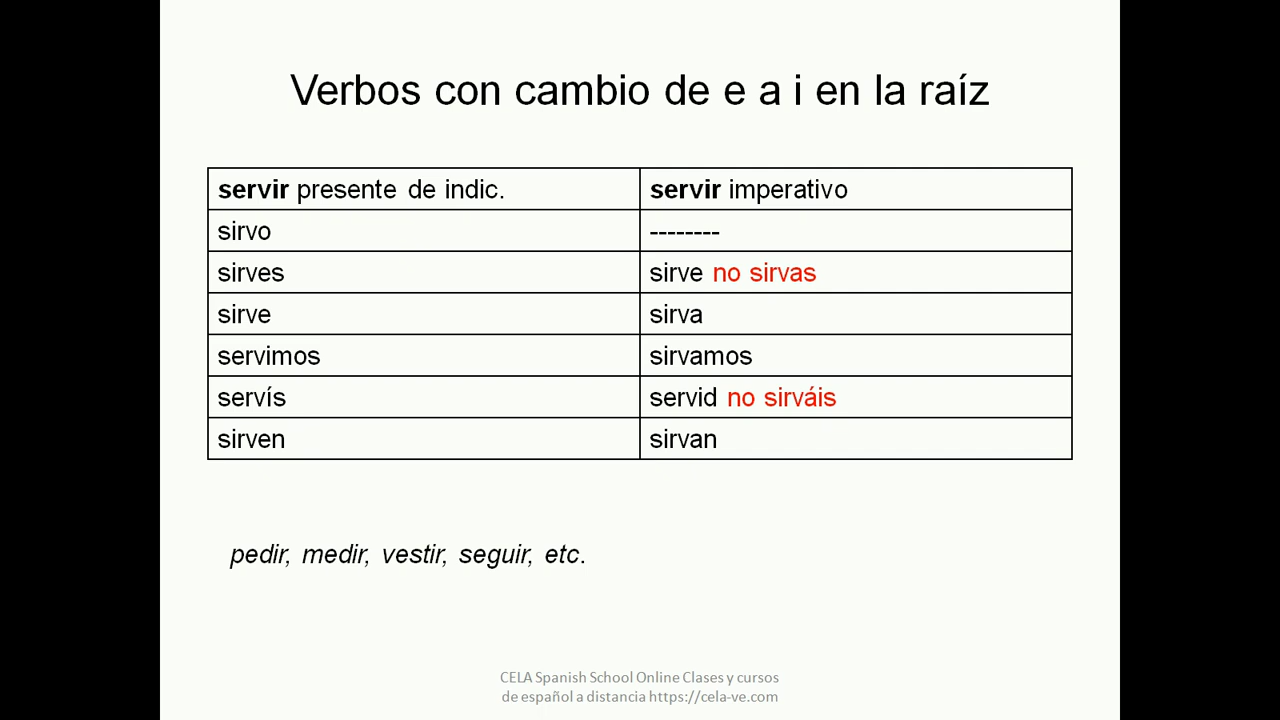 Verbos con cambio de e a i en la raíz
servir presente de indic. servir imperativo
sirvo --------
sirves sirve no sirvas
sirve sirva
servimos sirvamos
servís servid no sirváis
sirven sirvan
pedir, medir, vestir, seguir, etc.
CELA Spanish School Online Clases y cursos
de español a distancia https://cela-ve.com